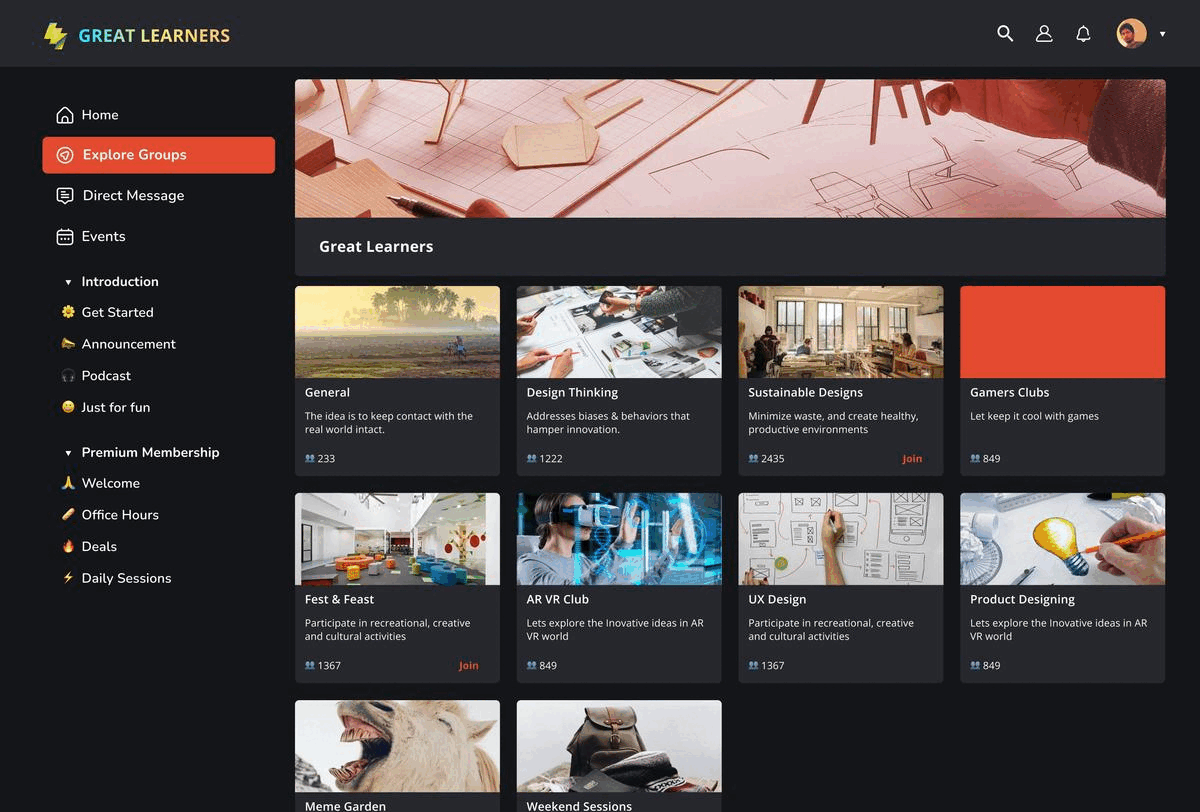 GREAT LEARNERS
Home
Explore Groups
Direct Message
Events
Introduction
Get Started
Announcement
Podcast
Just for fun
Premium Membership
Welcome
Office Hours
Deals
Daily Sessions
Great Learners
General
The idea is to keep contact with the
real world intact.
233
Design Thinking
Addresses biases & behaviors that
hamper innovation.
1222
Sustainable Designs
Minimize waste, and create healthy,
productive environments
2435
Join
Gamers Clubs
Let keep it cool with games
849
Fest & Feast
Participate in recreational, creative
and cultural activities
1367
Join
AR VR Club
Lets explore the Inovative ideas in AR
VR world
849
UX Design
Participate in recreational, creative
and cultural activities
1367
Product Designing
Lets explore the Inovative ideas in AR
VR world
849
Meme Garden
Weekend Sessions